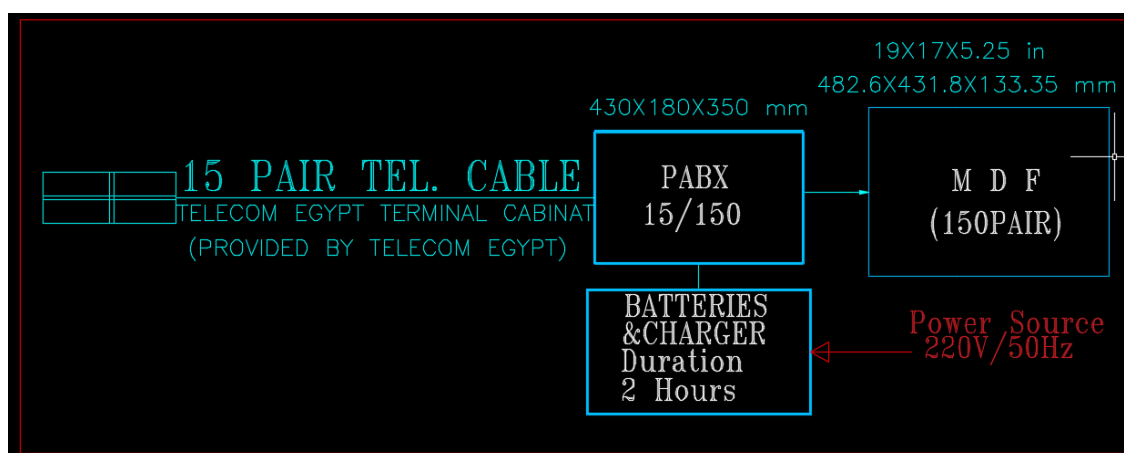 19X17X5.25 in
482.6X431.8X133.35 mm
430X180X350 mm
15 PAIR TEL. CABLE
TELECOM EGYPT TERMINAL CABINAT
(PROVIDED BY TELECOM EGYPT)
PABX
15/150
M D F
(150PAIR)
BATTERIES
&CHARGER
Duration
2 Hours
Power Source
220V/50Hz